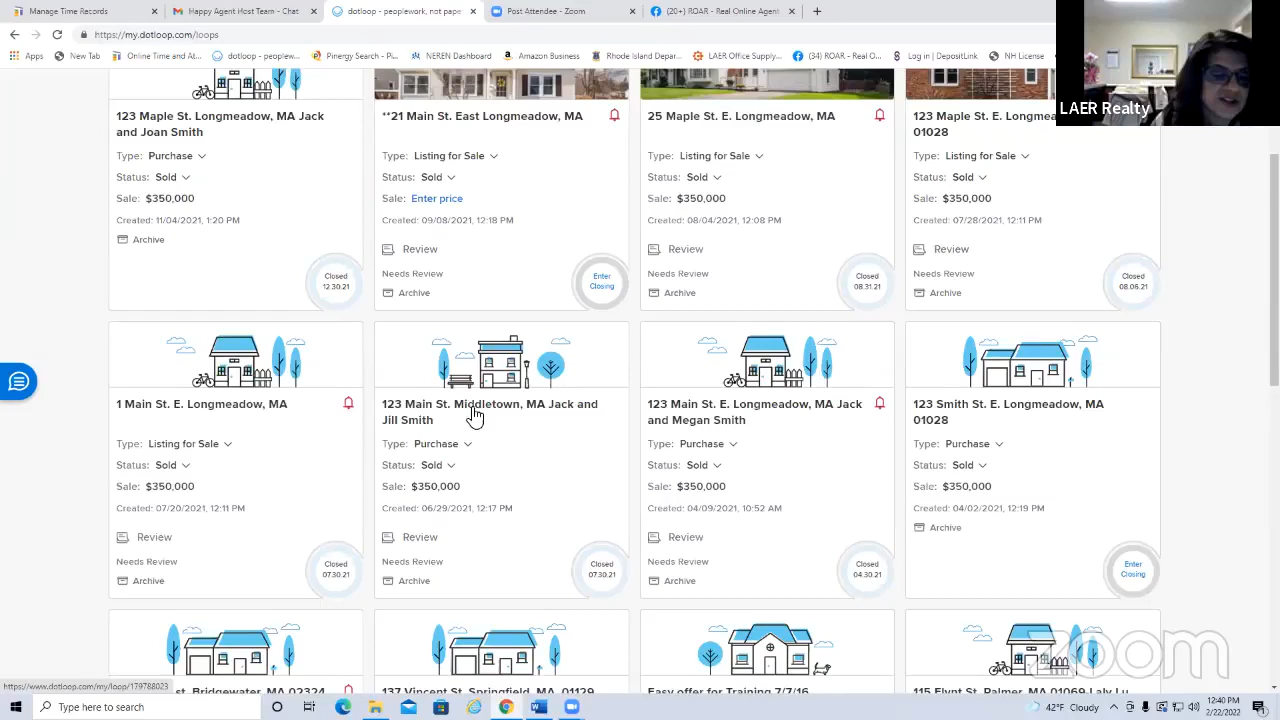 Manage Time Records
Happy Agent Host Team - Chat
dotloop - peoplework, not pape
Post Attendee - Zoom
(20+) ROAR - Real Online Agent
https://my.dotloop.com/loops
Apps
New Tab
Online Time and At...
dotloop - peoplew...
Pinergy Search - Pi...
NEREN Dashboard
Amazon Business
Rhode Island Depar...
LAER Office Supply,...
(34) ROAR - Real O...
Log in | DepositLink
NH License
LAER Realty
123 Maple St. Longmeadow, MA Jack
and Joan Smith
Type: Purchase
Status: Sold
Sale: $350,000
Created: 11/04/2021, 1:20 PM
Archive
Closed
12.30.21
**21 Main St. East Longmeadow, MA
Type: Listing for Sale
Status: Sold
Sale: Enter price
Created: 09/08/2021, 12:18 PM
Review
Needs Review
Archive
Enter
Closing
25 Maple St. E. Longmeadow, MA
Type: Listing for Sale
Status: Sold
Sale: $350,000
Created: 08/04/2021, 12:08 PM
Review
Needs Review
Archive
Closed
08.31.21
123 Maple St. E. Longmea
01028
Type: Listing for Sale
Status: Sold
Sale: $350,000
Created: 07/28/2021, 12:11 PM
Review
Needs Review
Archive
Closed
08.06.21
1 Main St. E. Longmeadow, MA
Type: Listing for Sale
Status: Sold
Sale: $350,000
Created: 07/20/2021, 12:11 PM
Review
Needs Review
Archive
Closed
07.30.21
123 Main St. Middletown, MA Jack and
Jill Smith
Type: Purchase
Status: Sold
Sale: $350,000
Created: 06/29/2021, 12:17 PM
Review
Needs Review
Archive
Closed
07.30.21
123 Main St. E. Longmeadow, MA Jack
and Megan Smith
Type: Purchase
Status: Sold
Sale: $350,000
Created: 04/09/2021, 10:52 AM
Review
Needs Review
Archive
Closed
04.30.21
123 Smith St. E. Longmeadow, MA
01028
Type: Purchase
Status: Sold
Sale: $350,000
Created: 04/02/2021, 12:19 PM
Archive
Enter
Closing
st. Bridgewater, MA 02324
137 Vincent St. Springfield, MA 01129
Easy offer for Training 7/7/16
115 Flynt St. Palmer, MA 01069-Laly Lu
zoom
https://www.dotloop.com/my/loop/179788023
Type here to search
42°F Cloudy
12:40 PM
2/22/2022